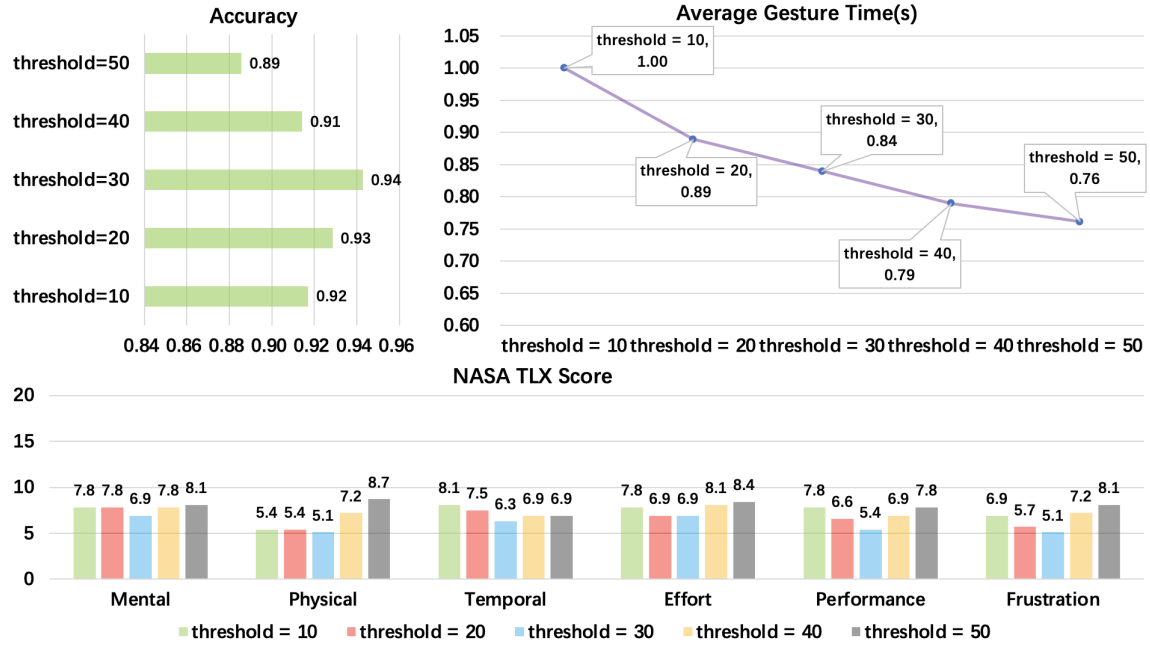 Accuracy
threshold=50
0.89
threshold=40
0.91
threshold=30
0.94
threshold=20
0.93
threshold=10
0.92
0.84 0.86 0.88 0.90 0.92 0.94 0.96
Average Gesture Time(s)
1.05
1.00
0.95
0.90
0.85
0.80
0.75
0.70
0.65
0.60
threshold = 10,
1.00
threshold = 20,
0.89
threshold = 30,
0.84
threshold = 40,
0.79
threshold = 50,
0.76
threshold = 10 threshold = 20 threshold = 30 threshold = 40 threshold = 50
NASA TLX Score
20
15
10
5
0
7.8 7.8 6.9 7.8 8.1
5.4 5.4 5.1 7.2 8.7
8.1 7.5 6.3 6.9 6.9
7.8 6.9 6.9 8.1 8.4
7.8 6.6 5.4 6.9 7.8
6.9 5.7 5.1 7.2 8.1
Mental Physical Temporal Effort Performance Frustration
threshold = 10 threshold = 20 threshold = 30 threshold = 40 threshold = 50